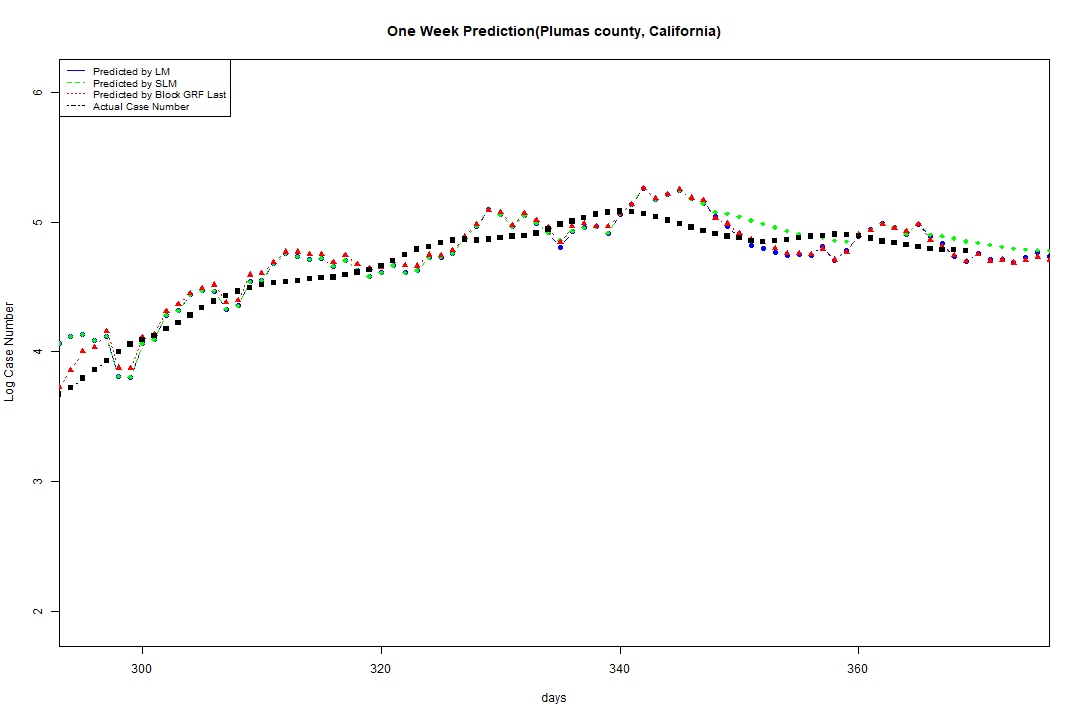 One Week Prediction(Plumas county, California)
Predicted by LM
Predicted by SLM
Predicted by Block GRF Last
Actual Case Number
6
5
4
3
2
Log Case Number
300
320
340
360
days